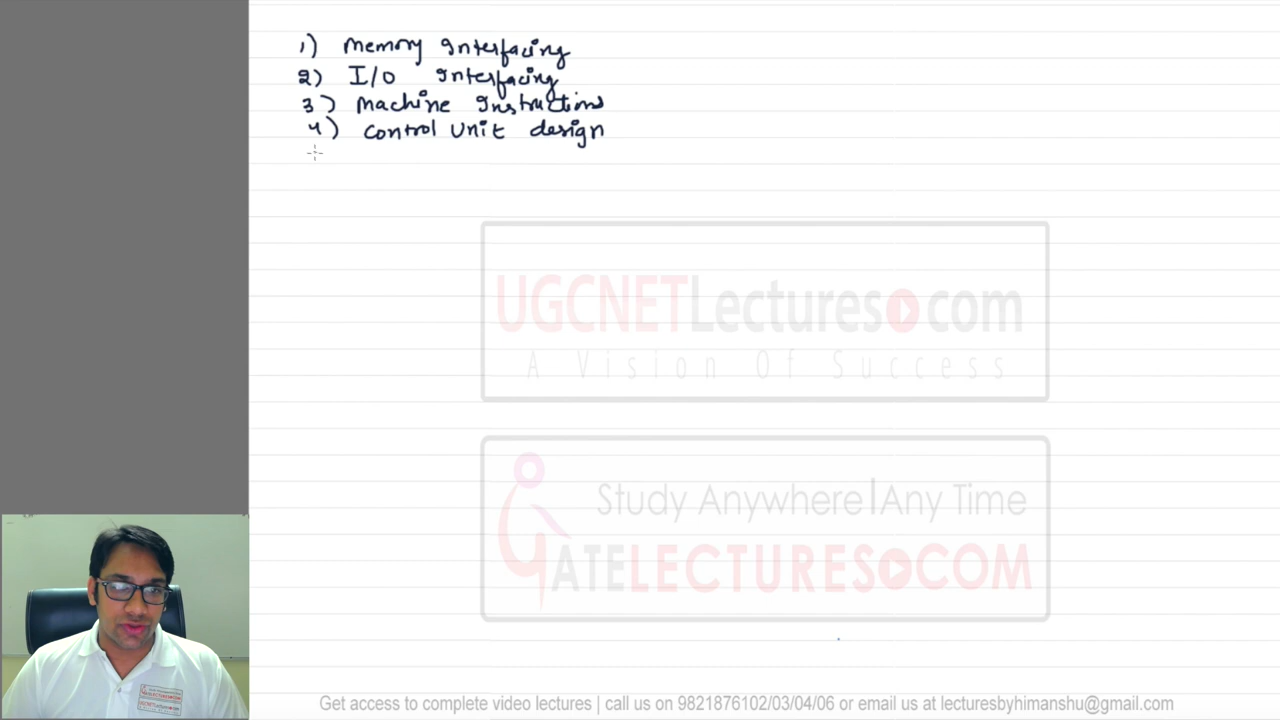 1) Memory Interfacing
2) I/O Interfacing
3) Machine Instructions
4) Control Unit design
UGCNETLectures.com
A Vision Of Success
Study Anywhere|Any Time
GATELECTURES.COM
Get access to complete video lectures | call us on 9821876102/03/04/06 or email us at lecturesbyhimanshu@gmail.com